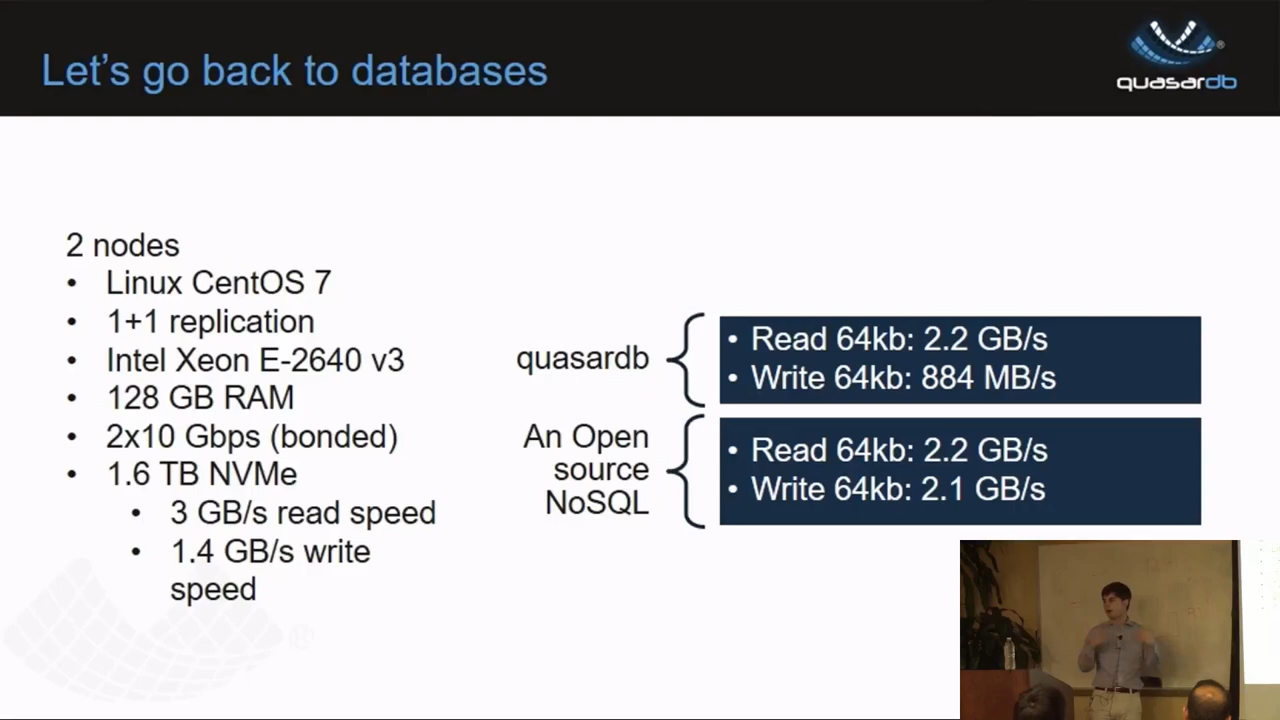 Let's go back to databases
quasardb
2 nodes
• Linux CentOS 7
• 1+1 replication
• Intel Xeon E-2640 v3
• 128 GB RAM
• 2x10 Gbps (bonded)
• 1.6 TB NVMe
• 3 GB/s read speed
• 1.4 GB/s write
speed
quasardb
• Read 64kb: 2.2 GB/s
• Write 64kb: 884 MB/s
An Open
source
NoSQL
• Read 64kb: 2.2 GB/s
• Write 64kb: 2.1 GB/s